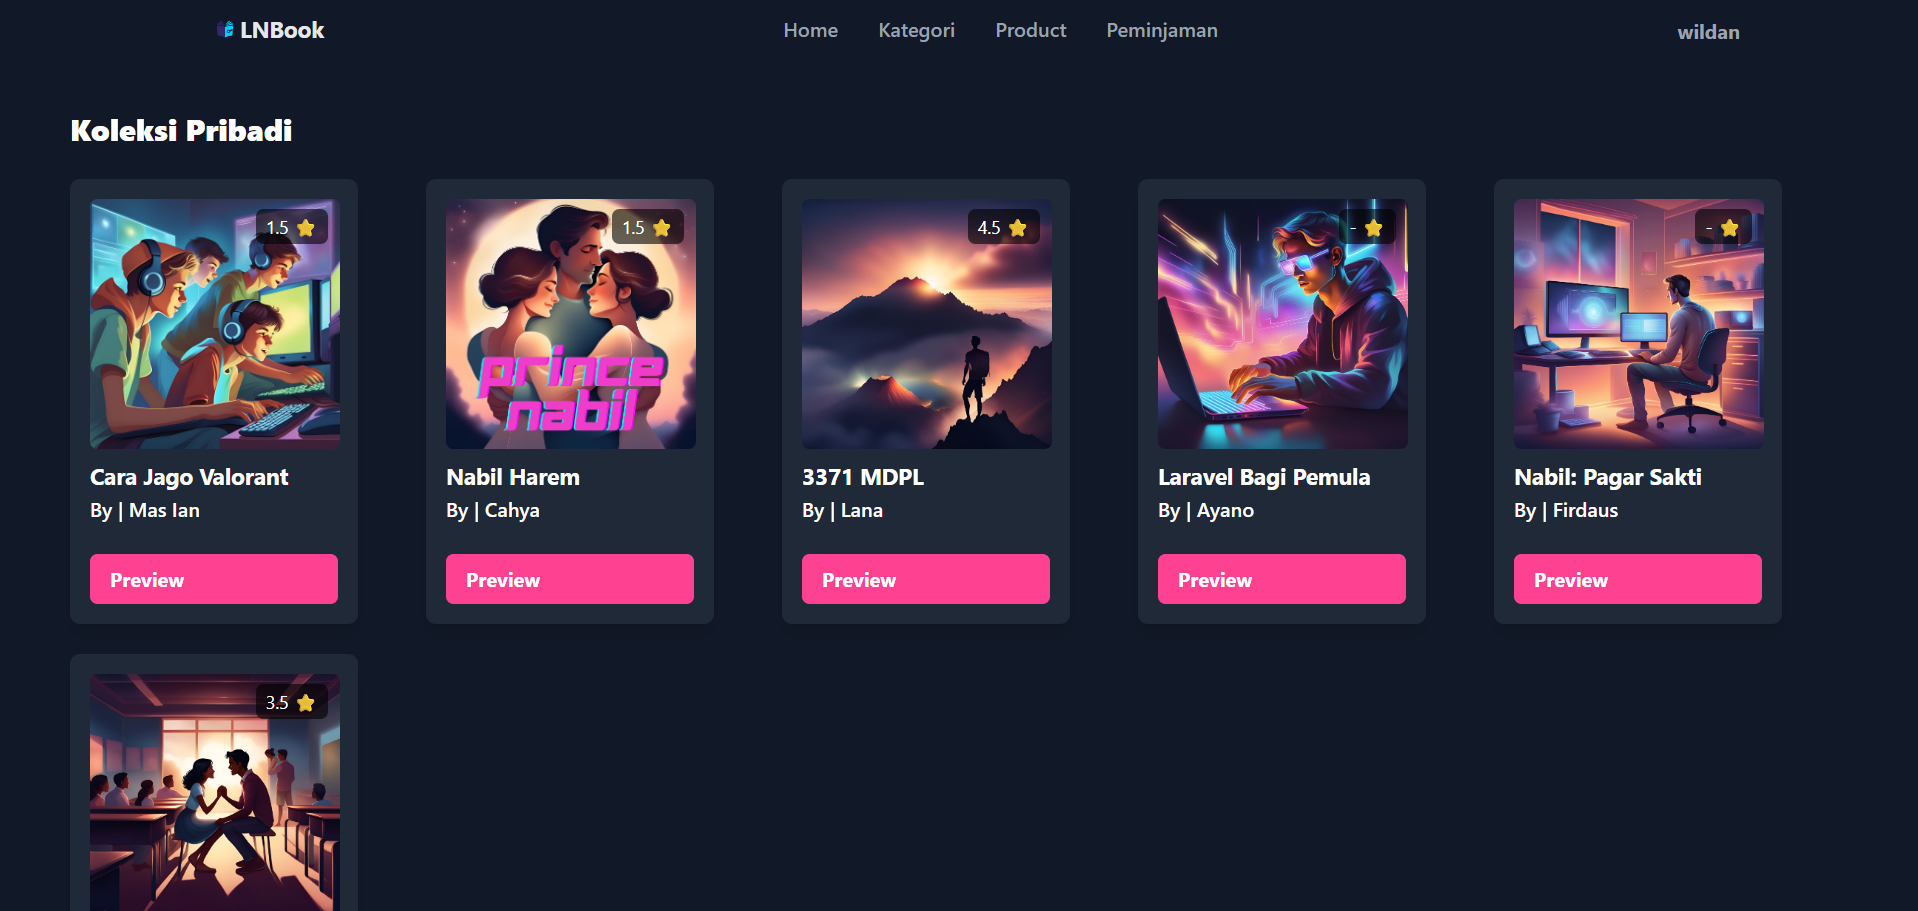 LNBook
Home Kategori Product Peminjaman
wildan
Koleksi Pribadi
1.5
Cara Jago Valorant
By | Mas Ian
Preview
1.5
prince
nabil
Nabil Harem
By | Cahya
Preview
4.5
3371 MDPL
By | Lana
Preview
-
Laravel Bagi Pemula
By | Ayano
Preview
-
Nabil: Pagar Sakti
By | Firdaus
Preview
3.5